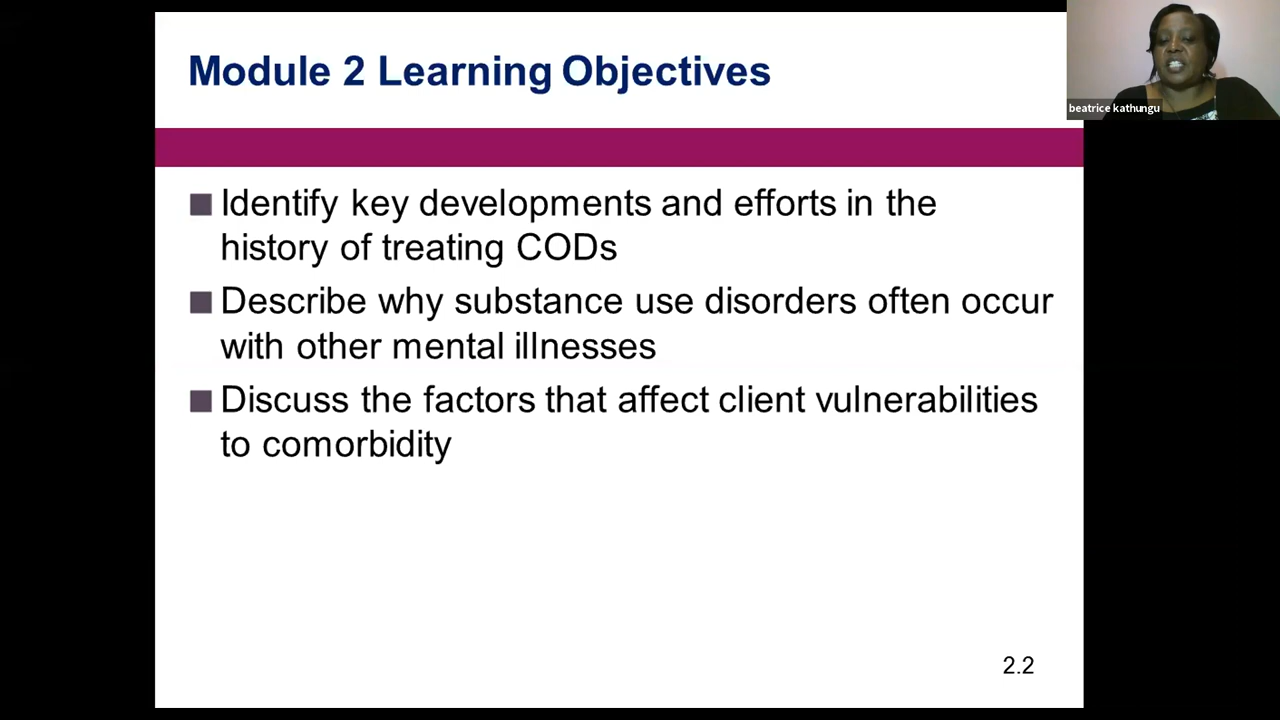 Module 2 Learning Objectives
beatrice kathungu
Identify key developments and efforts in the
history of treating CODs
Describe why substance use disorders often occur
with other mental illnesses
Discuss the factors that affect client vulnerabilities
to comorbidity
2.2